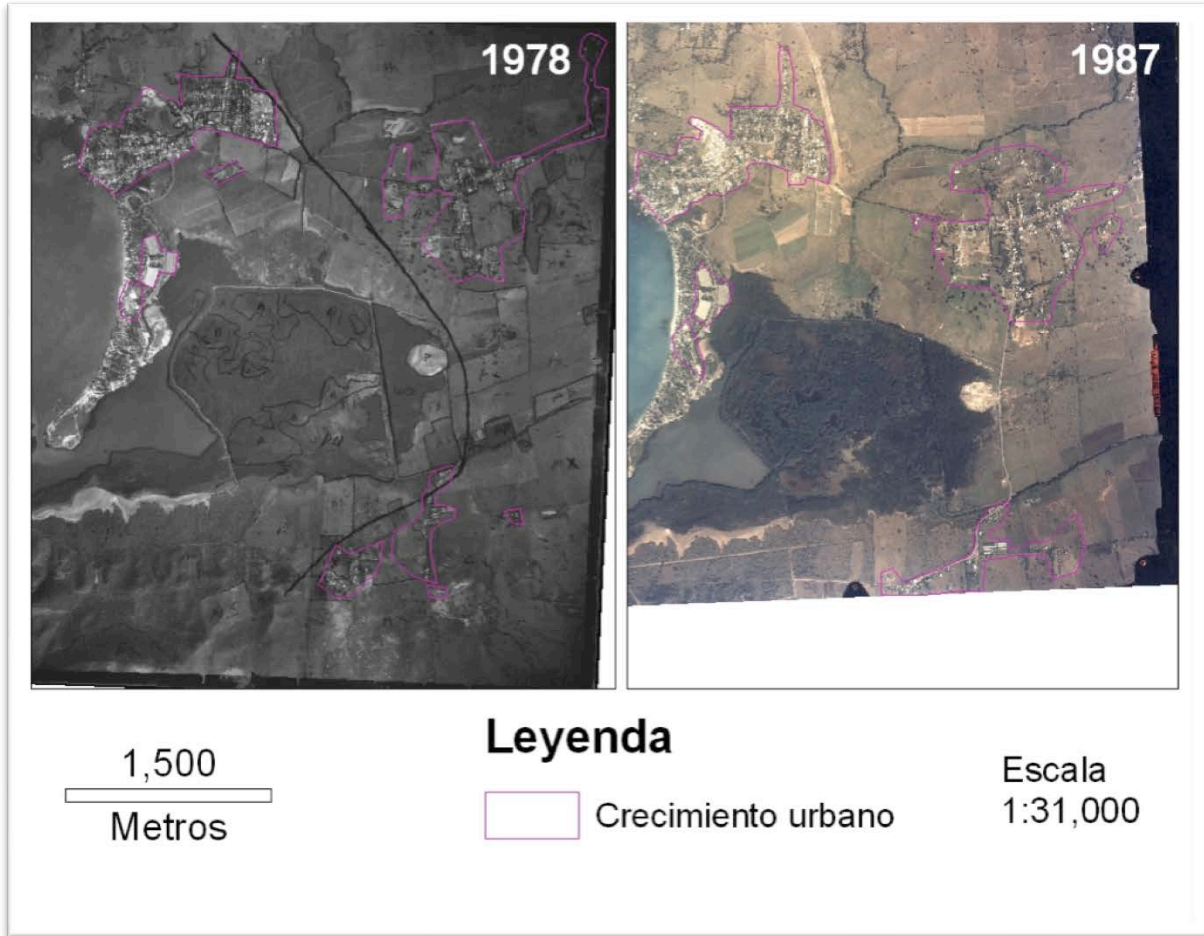 1978
1987
1,500
Metros
Leyenda
Crecimiento urbano
Escala
1:31,000